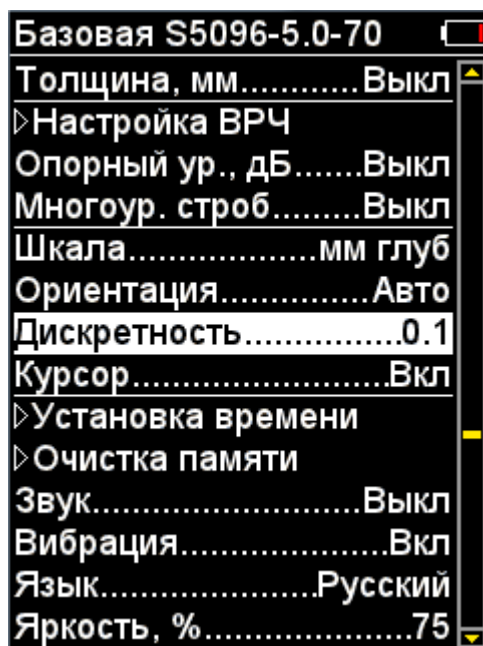 Базовая S5096-5.0-70
Толщина, мм............Выкл
▷Настройка ВРЧ
Опорный ур., дБ.......Выкл
Многоур. строб.........Выкл
Шкала...................мм глуб
Ориентация...............Авто
Дискретность................0.1
Курсор..........................Вкл
▷Установка времени
▷Очистка памяти
Звук...........................Выкл
Вибрация.....................Вкл
Язык......................Русский
Яркость, %.....................75